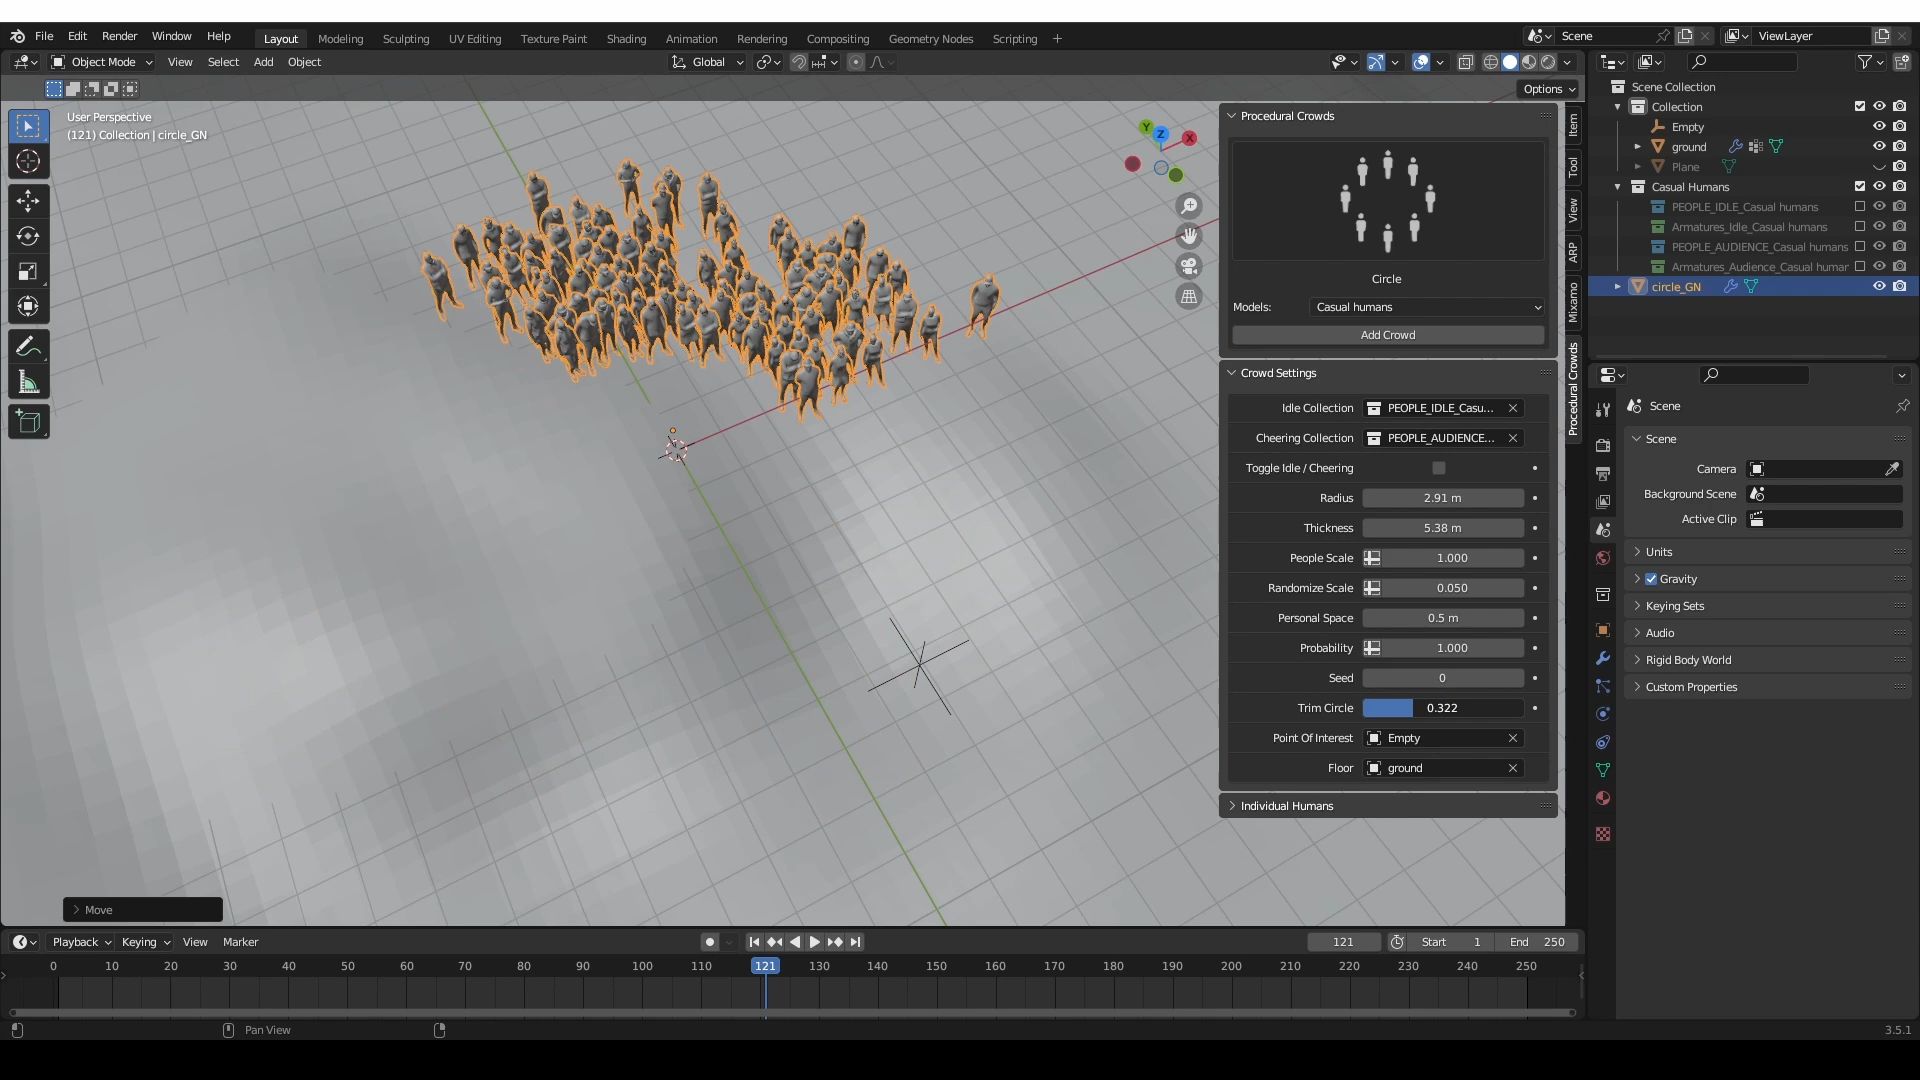 File Edit Render Window Help Layout Modeling Sculpting UV Editing Texture Paint Shading Animation Rendering Compositing Geometry Nodes Scripting + Scene ViewLayer
Object Mode View Select Add Object Global
Options
User Perspective
(121) Collection | circle_GN
Y
Z
X
Procedural Crowds
Circle
Models: Casual humans
Add Crowd
Crowd Settings
Idle Collection PEOPLE_IDLE_Casu...
Cheering Collection PEOPLE_AUDIENCE...
Toggle Idle / Cheering
Radius 2.91 m
Thickness 5.38 m
People Scale 1.000
Randomize Scale 0.050
Personal Space 0.5 m
Probability 1.000
Seed 0
Trim Circle 0.322
Point Of Interest Empty
Floor ground
Individual Humans
Item
Tool
View
ARP
Mixamo
Procedural Crowds
Scene Collection
Collection
Empty
ground
Plane
Casual Humans
PEOPLE_IDLE_Casual humans
Armatures_Idle_Casual humans
PEOPLE_AUDIENCE_Casual humans
Armatures_Audience_Casual humar
circle_GN
Scene
Scene
Camera
Background Scene
Active Clip
Units
Gravity
Keying Sets
Audio
Rigid Body World
Custom Properties
Move
Playback Keying View Marker 121 Start 1 End 250
0 10 20 30 40 50 60 70 80 90 100 110 121 130 140 150 160 170 180 190 200 210 220 230 240 250
Pan View
3.5.1